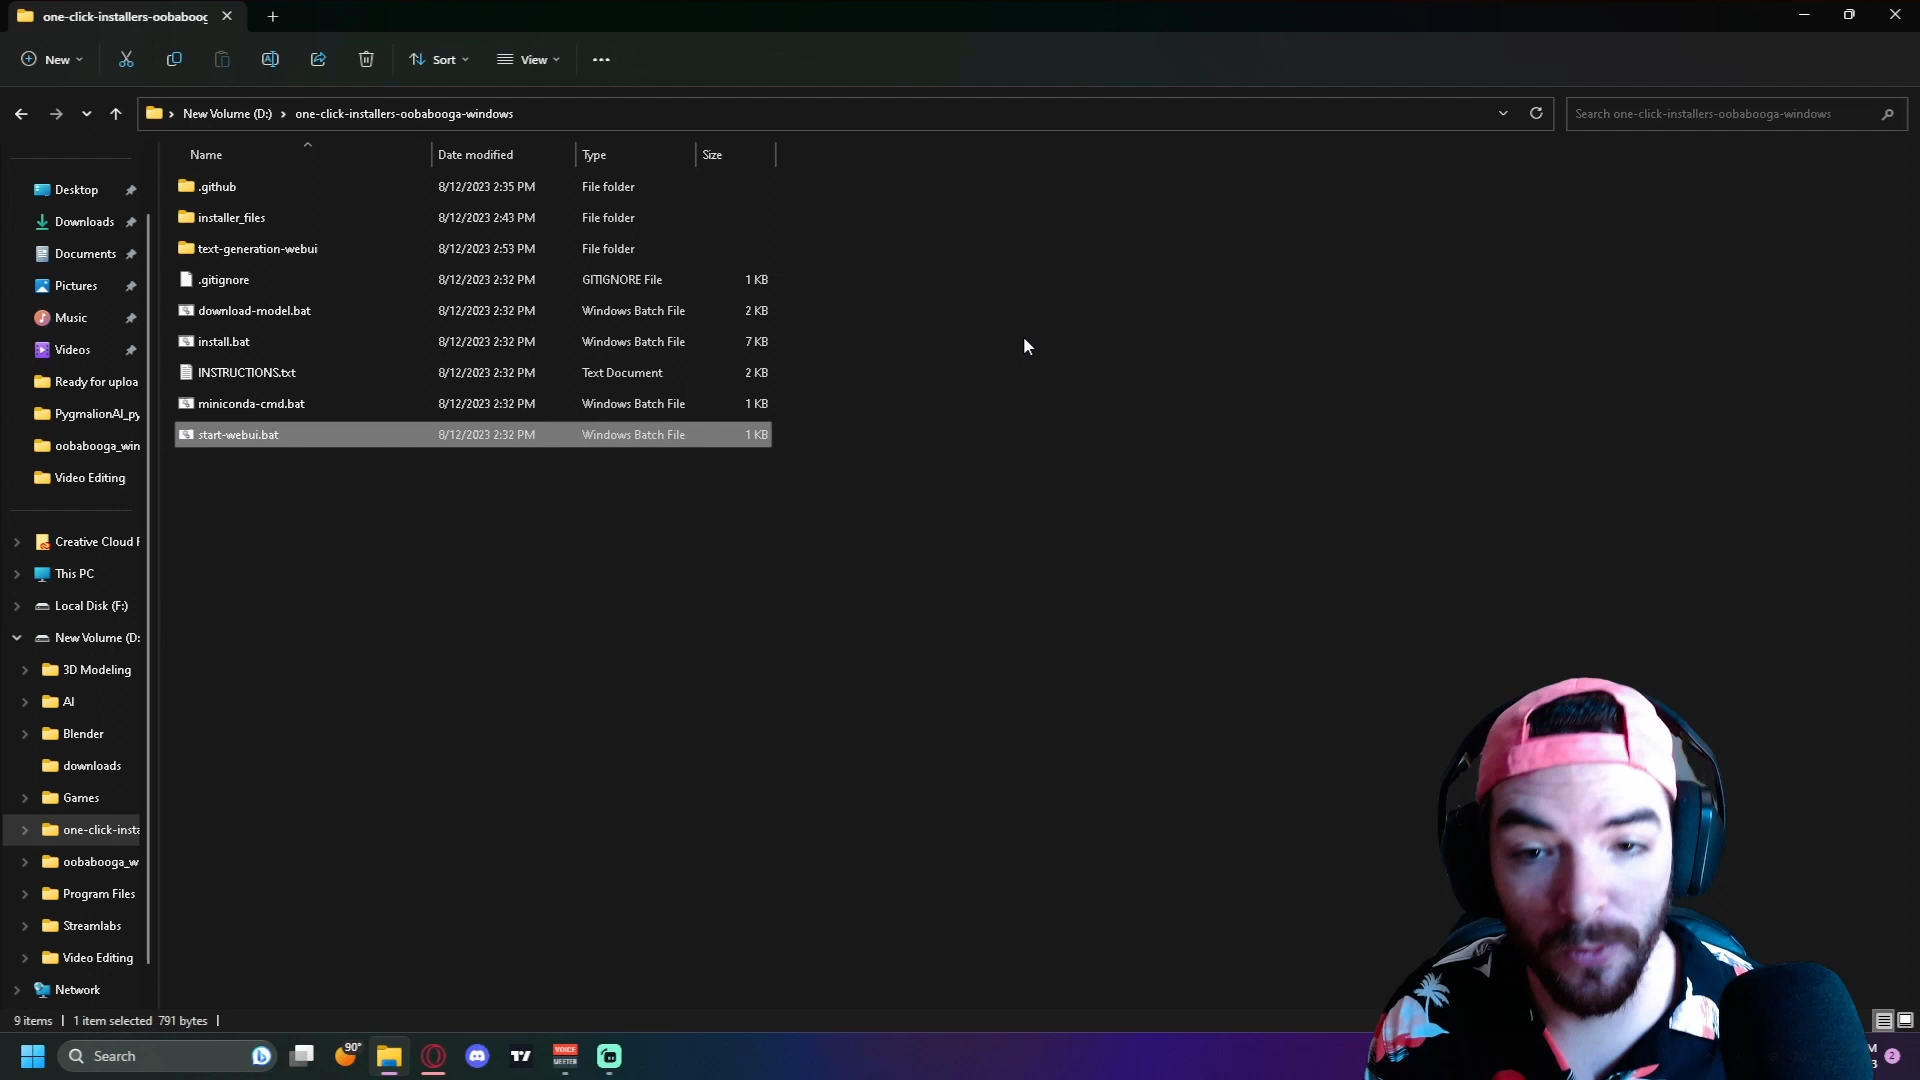 one-click-installers-oobabooc
New
Sort
View
New Volume (D:)
one-click-installers-oobabooga-windows
Search one-click-installers-oobabooga-windows
Name
Date modified
Type
Size
.github 8/12/2023 2:35 PM File folder
installer_files 8/12/2023 2:43 PM File folder
text-generation-webui 8/12/2023 2:53 PM File folder
.gitignore 8/12/2023 2:32 PM GITIGNORE File 1 KB
download-model.bat 8/12/2023 2:32 PM Windows Batch File 2 KB
install.bat 8/12/2023 2:32 PM Windows Batch File 7 KB
INSTRUCTIONS.txt 8/12/2023 2:32 PM Text Document 2 KB
miniconda-cmd.bat 8/12/2023 2:32 PM Windows Batch File 1 KB
start-webui.bat 8/12/2023 2:32 PM Windows Batch File 1 KB
Desktop
Downloads
Documents
Pictures
Music
Videos
Ready for uploa
PygmalionAI_py
oobabooga_win
Video Editing
Creative Cloud F
This PC
Local Disk (F:)
New Volume (D:
3D Modeling
AI
Blender
downloads
Games
one-click-insta
oobabooga_w
Program Files
Streamlabs
Video Editing
Network
9 items
1 item selected 791 bytes
Search
90°
VOICE
MEETER
M
3
2